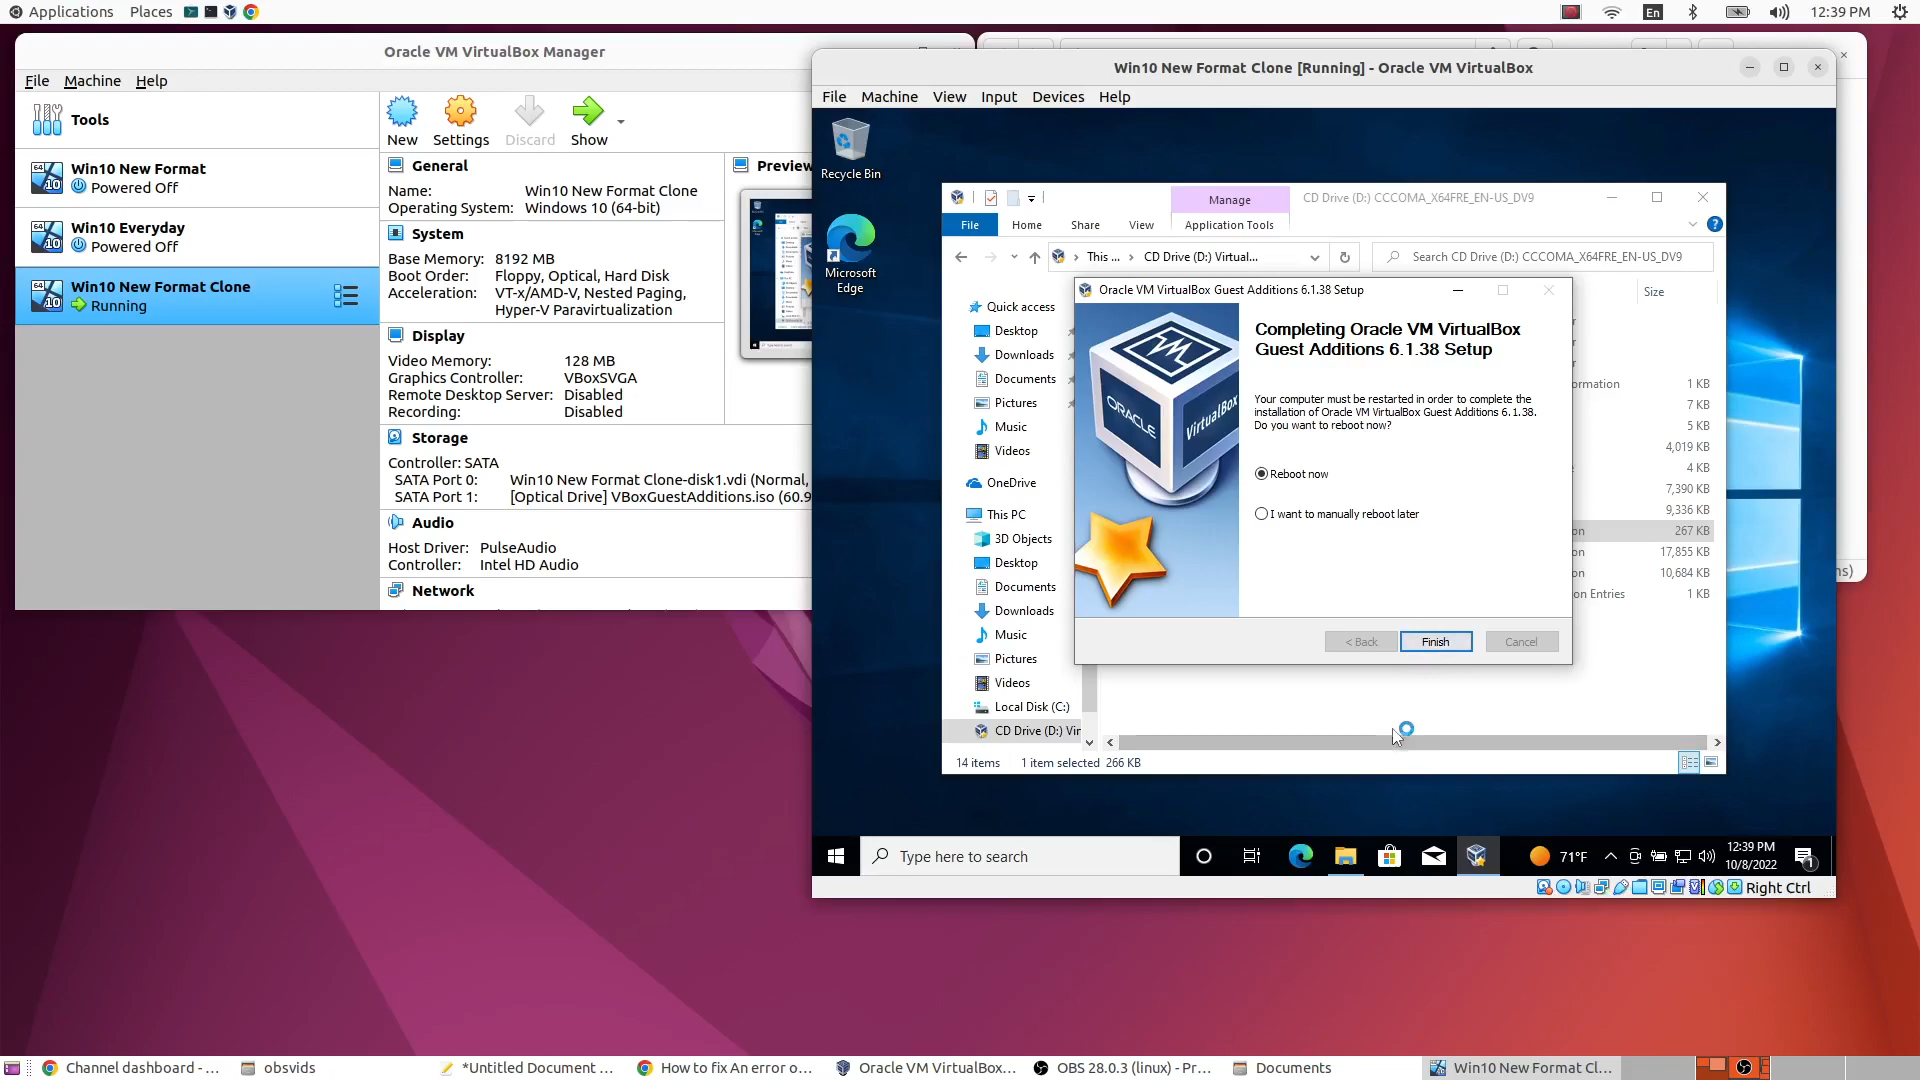 Applications Places En 12:39 PM
Oracle VM VirtualBox Manager
File Machine Help
Tools
Win10 New Format
Powered Off
Win10 Everyday
Powered Off
Win10 New Format Clone
Running
New Settings Discard Show
General
Name: Win10 New Format Clone
Operating System: Windows 10 (64-bit)
System
Base Memory: 8192 MB
Boot Order: Floppy, Optical, Hard Disk
Acceleration: VT-x/AMD-V, Nested Paging,
Hyper-V Paravirtualization
Display
Video Memory: 128 MB
Graphics Controller: VBoxSVGA
Remote Desktop Server: Disabled
Recording: Disabled
Storage
Controller: SATA
SATA Port 0: Win10 New Format Clone-disk1.vdi (Normal,
SATA Port 1: [Optical Drive] VBoxGuestAdditions.iso (60.9
Audio
Host Driver: PulseAudio
Controller: Intel HD Audio
Network
Preview
Win10 New Format Clone [Running] - Oracle VM VirtualBox
File Machine View Input Devices Help
Recycle Bin
Microsoft
Edge
Manage CD Drive (D:) CCCOMA_X64FRE_EN-US_DV9
File Home Share View Application Tools
This ... CD Drive (D:) Virtual... Search CD Drive (D:) CCCOMA_X64FRE_EN-US_DV9
Quick access
Desktop
Downloads
Documents
Pictures
Music
Videos
OneDrive
This PC
3D Objects
Desktop
Documents
Downloads
Music
Pictures
Videos
Local Disk (C:)
CD Drive (D:) Vir
Size
ormation 1 KB
7 KB
5 KB
4,019 KB
4 KB
7,390 KB
9,336 KB
on 267 KB
on 17,855 KB
on 10,684 KB
on Entries 1 KB
14 items 1 item selected 266 KB
Oracle VM VirtualBox Guest Additions 6.1.38 Setup
ORACLE VirtualBox
Completing Oracle VM VirtualBox
Guest Additions 6.1.38 Setup
Your computer must be restarted in order to complete the
installation of Oracle VM VirtualBox Guest Additions 6.1.38.
Do you want to reboot now?
Reboot now
I want to manually reboot later
< Back Finish Cancel
Type here to search 71°F 12:39 PM
10/8/2022
1
Right Ctrl
Channel dashboard - ... obsvids *Untitled Document ... How to fix An error o... Oracle VM VirtualBox... OBS 28.0.3 (linux) - Pr... Documents Win10 New Format Cl...